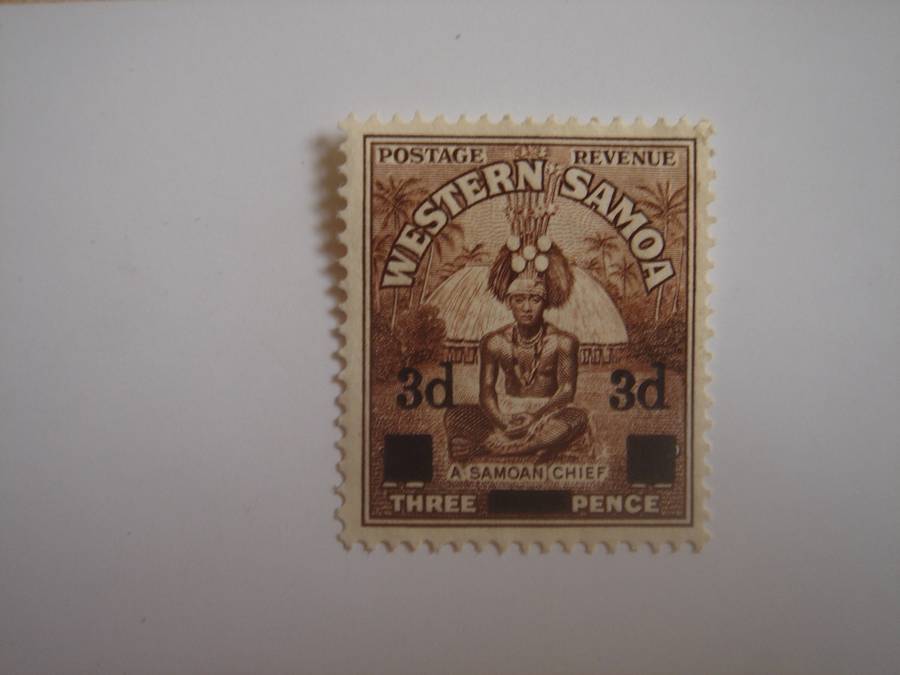 POSTAGE REVENUE
WESTERN SAMOA
3d 3d
A SAMOAN CHIEF
THREE PENCE